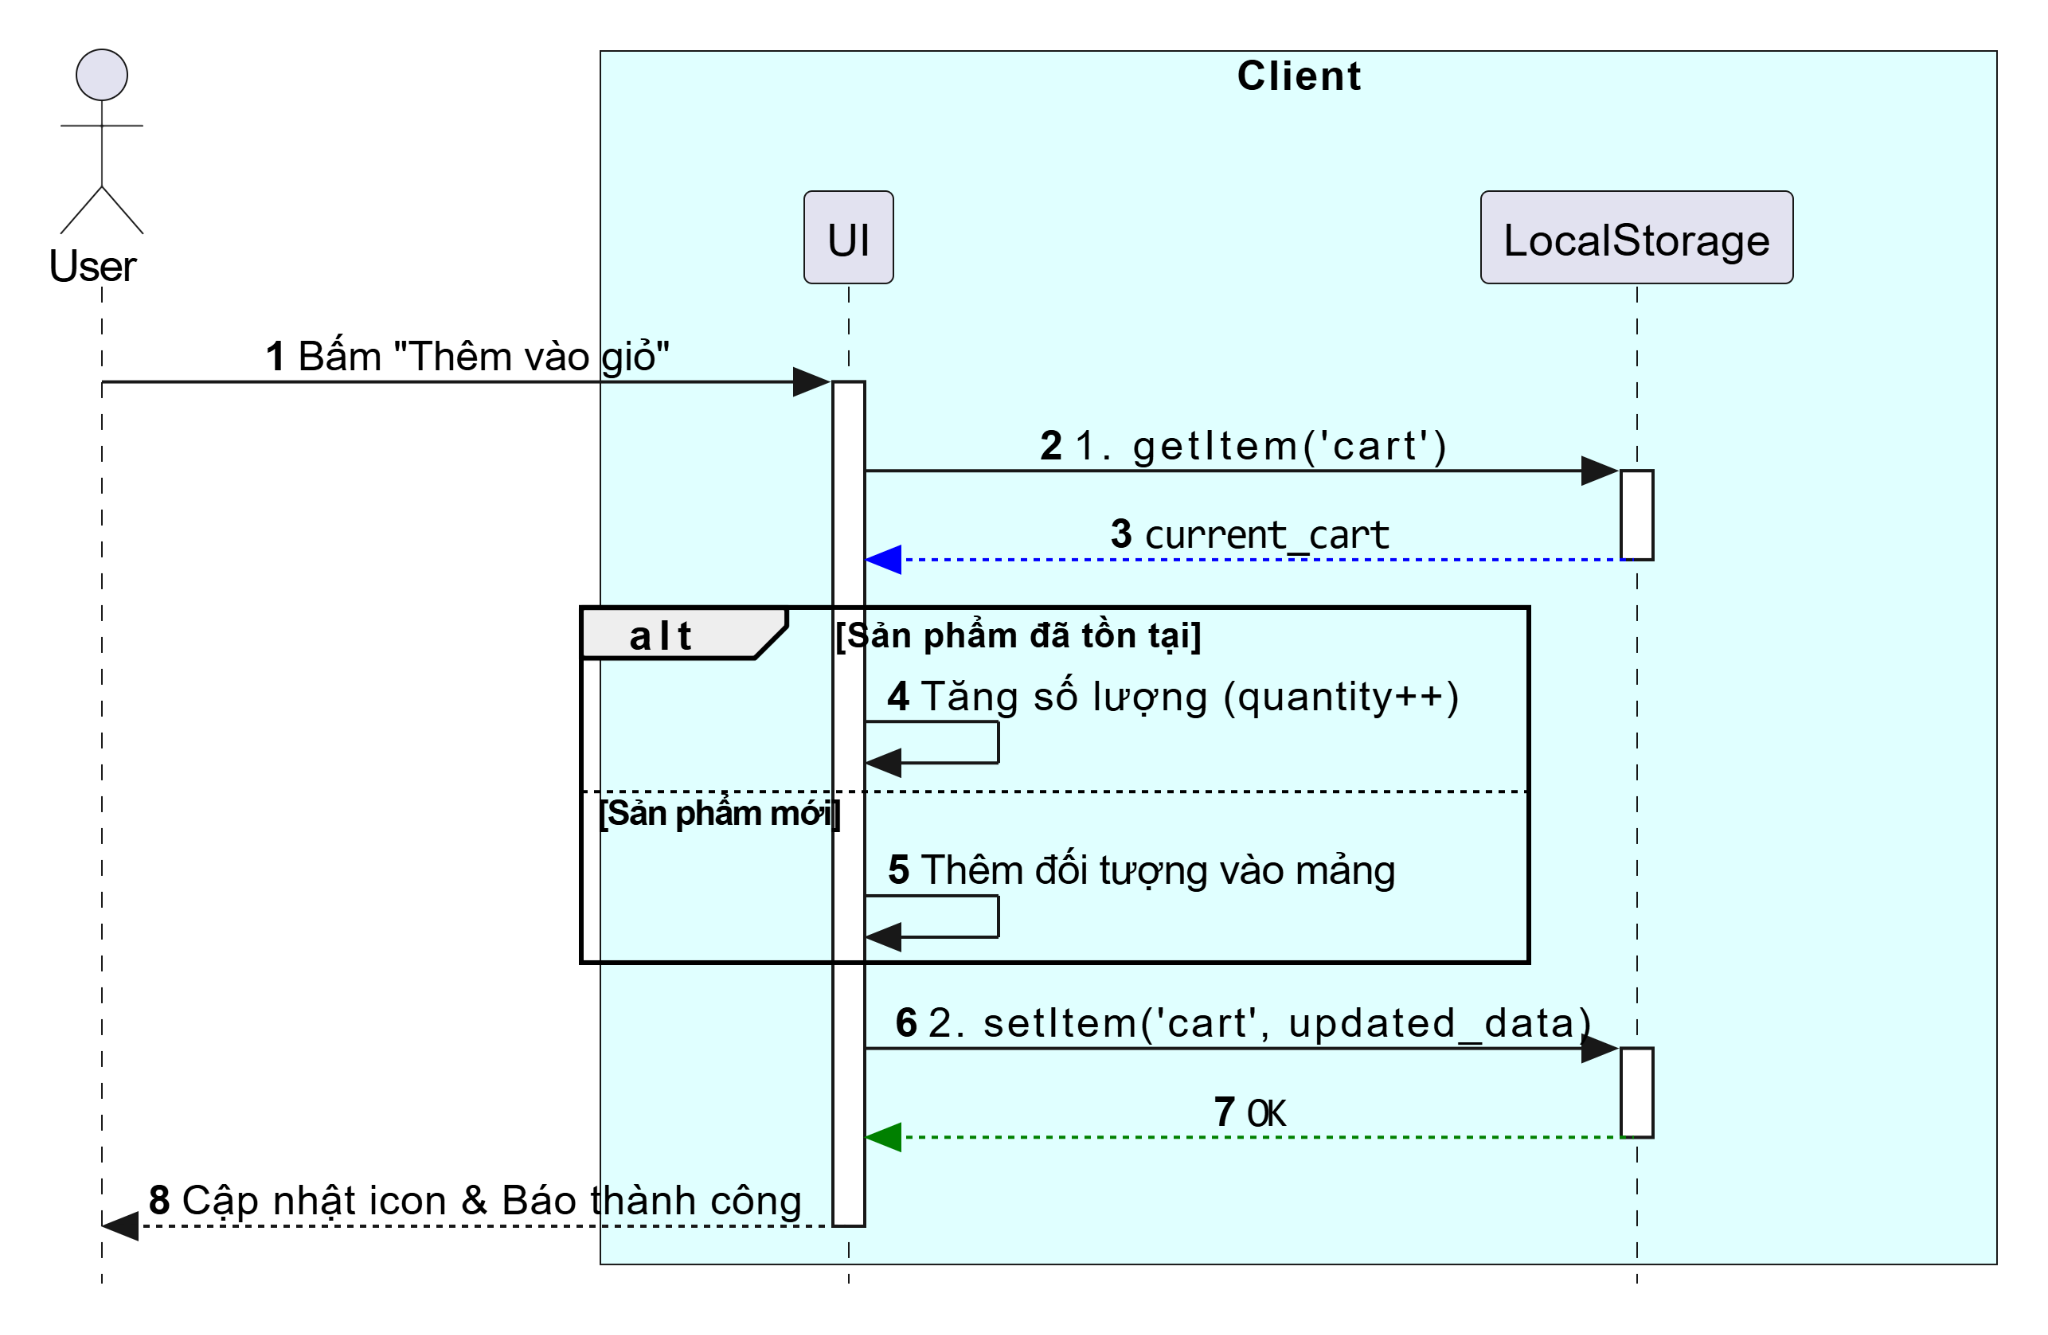 Client
User
UI
LocalStorage
1 Bấm "Thêm vào giỏ"
2 1. getItem('cart')
3 current_cart
alt
[Sản phẩm đã tồn tại]
4 Tăng số lượng (quantity++)
[Sản phẩm mới]
5 Thêm đối tượng vào mảng
6 2. setItem('cart', updated_data)
7 OK
8 Cập nhật icon & Báo thành công